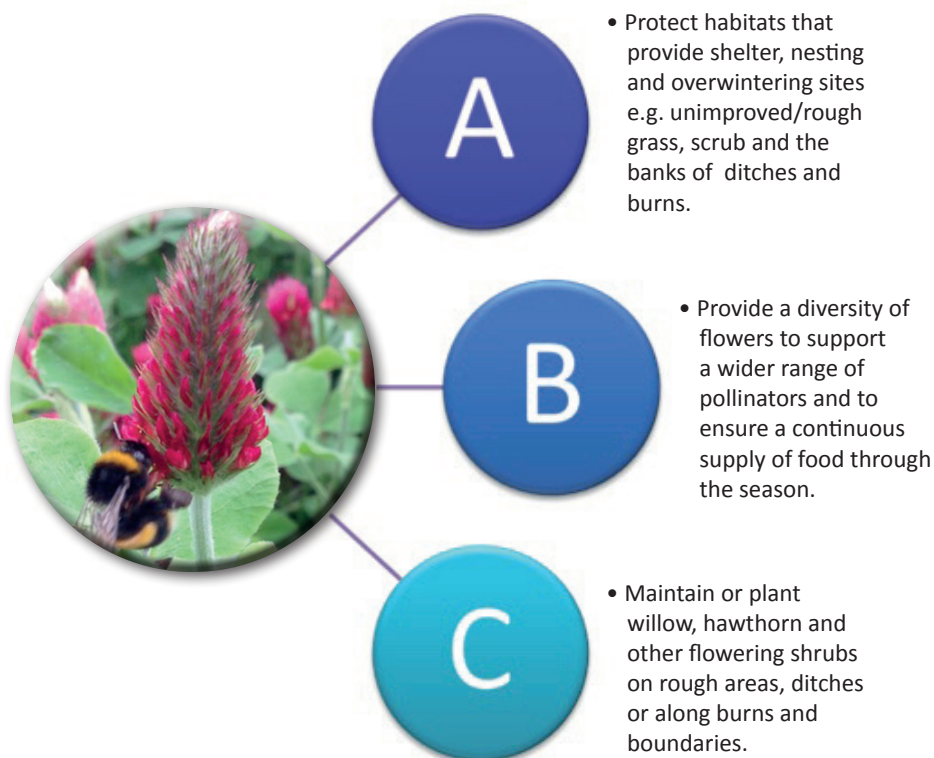 A
• Protect habitats that
provide shelter, nesting
and overwintering sites
e.g. unimproved/rough
grass, scrub and the
banks of ditches and
burns.
B
• Provide a diversity of
flowers to support
a wider range of
pollinators and to
ensure a continuous
supply of food through
the season.
C
• Maintain or plant
willow, hawthorn and
other flowering shrubs
on rough areas, ditches
or along burns and
boundaries.